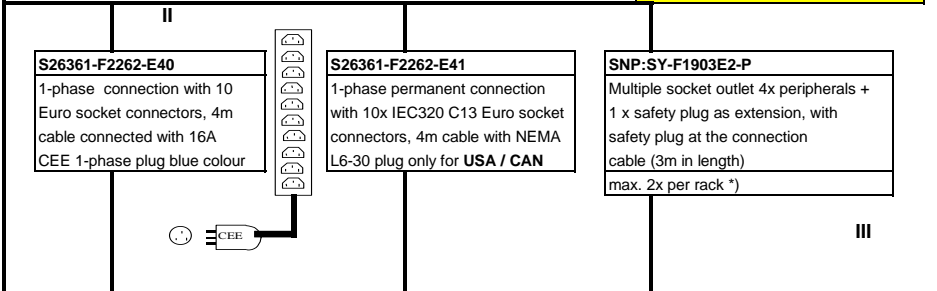 II
S26361-F2262-E40
1-phase connection with 10
Euro socket connectors, 4m
cable connected with 16A
CEE 1-phase plug blue colour
S26361-F2262-E41
1-phase permanent connection
with 10x IEC320 C13 Euro socket
connectors, 4m cable with NEMA
L6-30 plug only for USA / CAN
SNP:SY-F1903E2-P
Multiple socket outlet 4x peripherals +
1 x safety plug as extension, with
safety plug at the connection
cable (3m in length)
max. 2x per rack *)
CEE
III